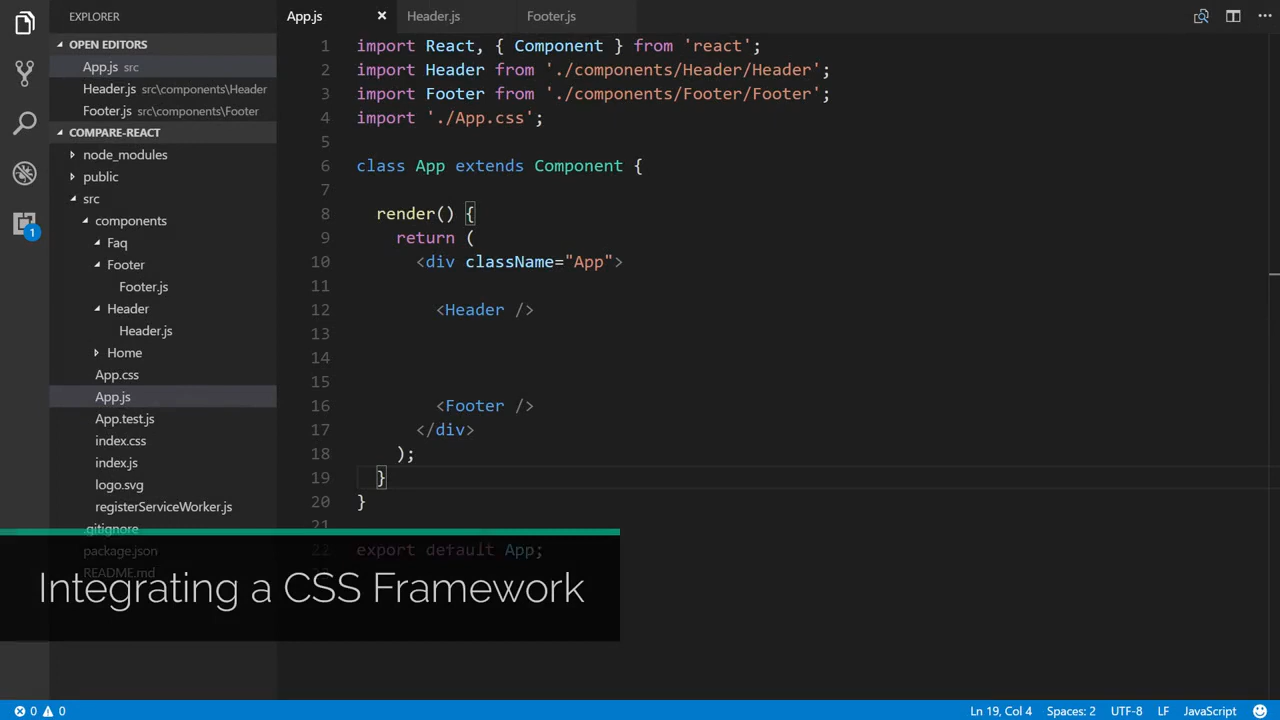 EXPLORER
OPEN EDITORS
App.js src
Header.js src\components\Header
Footer.js src\components\Footer
COMPARE-REACT
node_modules
public
src
components
Faq
Footer
Footer.js
Header
Header.js
Home
App.css
App.js
App.test.js
index.css
index.js
logo.svg
registerServiceWorker.js
.gitignore
package.json
README.md
1
App.js Header.js Footer.js
1 import React, { Component } from 'react';
2 import Header from './components/Header/Header';
3 import Footer from './components/Footer/Footer';
4 import './App.css';
5
6 class App extends Component {
7
8 render() {
9 return (
10 <div className="App">
11
12 <Header />
13
14
15
16 <Footer />
17 </div>
18 );
19 }
20 }
21
22 export default App;
Integrating a CSS Framework
0 0 Ln 19, Col 4 Spaces: 2 UTF-8 LF JavaScript